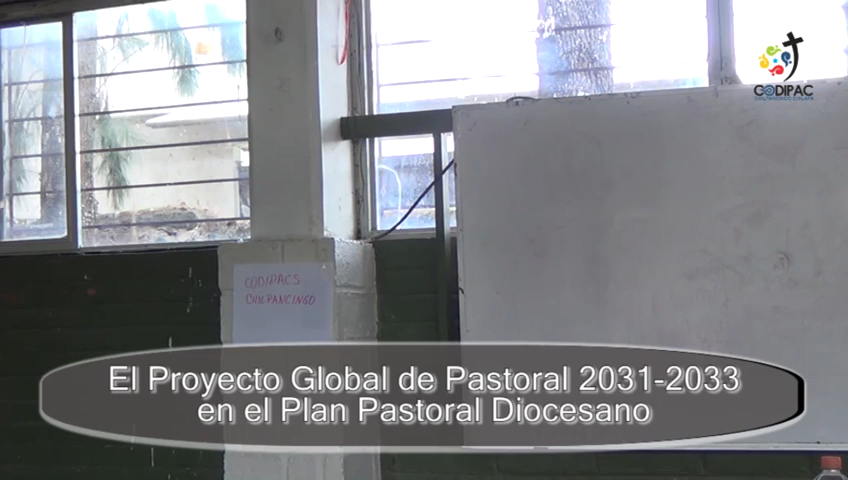 CODIPAC
CODIPACS
CHILPANCINGO
El Proyecto Global de Pastoral 2031-2033
en el Plan Pastoral Diocesano